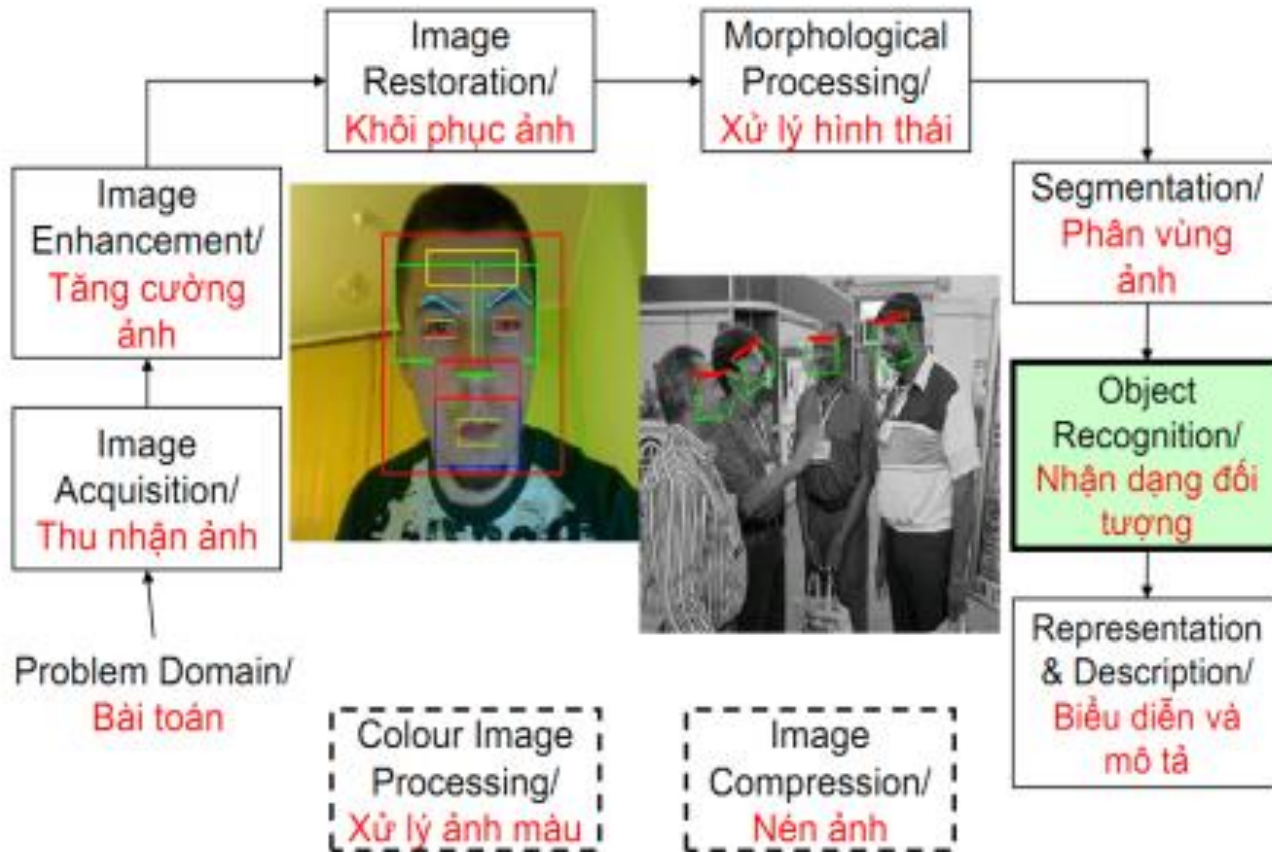 Image
Restoration/
Khôi phục ảnh
Morphological
Processing/
Xử lý hình thái
Image
Enhancement/
Tăng cường
ảnh
Segmentation/
Phân vùng
ảnh
Image
Acquisition/
Thu nhận ảnh
Object
Recognition/
Nhận dạng đối
tượng
Problem Domain/
Bài toán
Representation
& Description/
Biểu diễn và
mô tả
Colour Image
Processing/
Xử lý ảnh màu
Image
Compression/
Nén ảnh